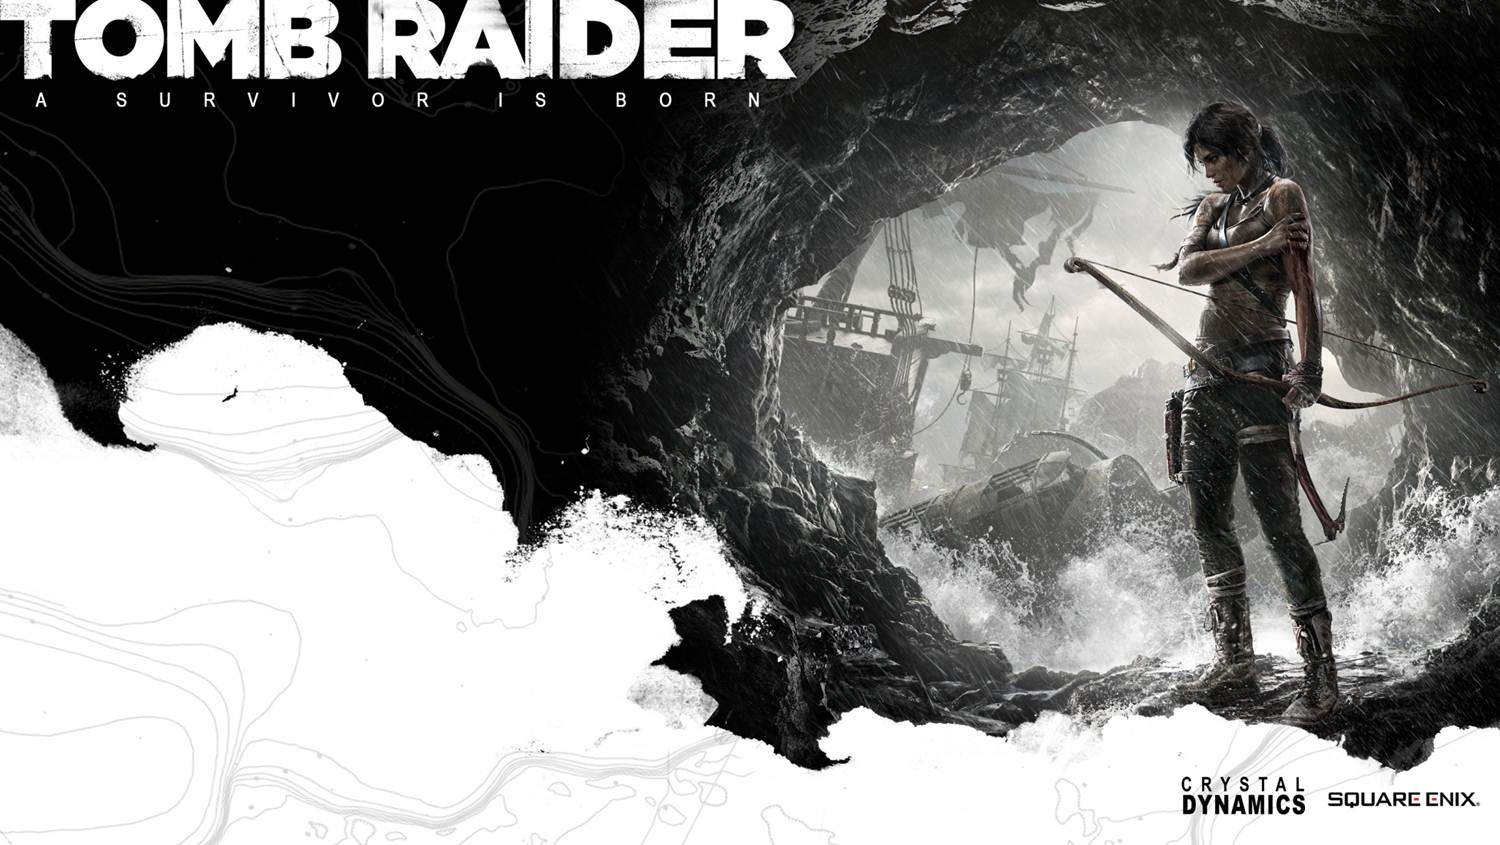 TOMB RAIDER
A SURVIVOR IS BORN
CRYSTAL
DYNAMICS
SQUARE ENIX.